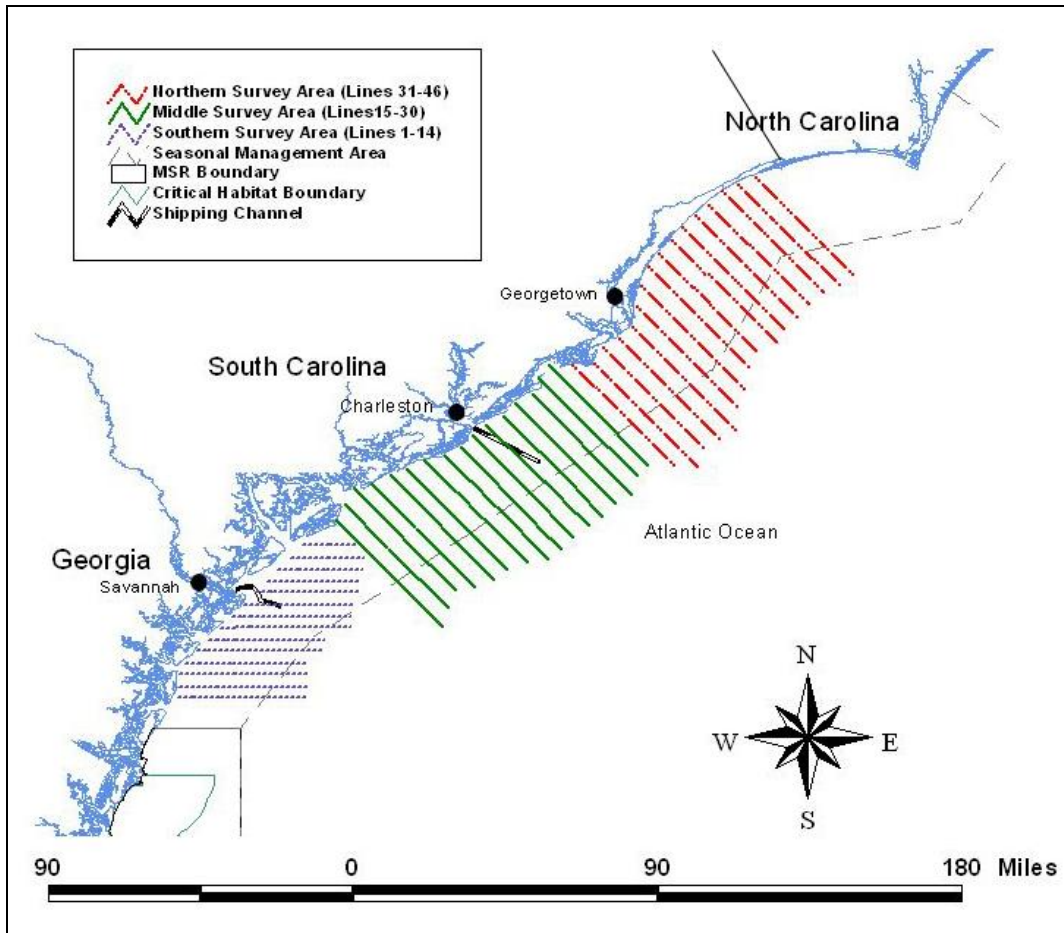 Northern Survey Area (Lines 31-46)
Middle Survey Area (Lines15-30)
Southern Survey Area (Lines 1-14)
Seasonal Management Area
MSR Boundary
Critical Habitat Boundary
Shipping Channel
North Carolina
Georgetown
South Carolina
Charleston
Atlantic Ocean
Georgia
Savannah
N
W
E
S
90
0
90
180
Miles